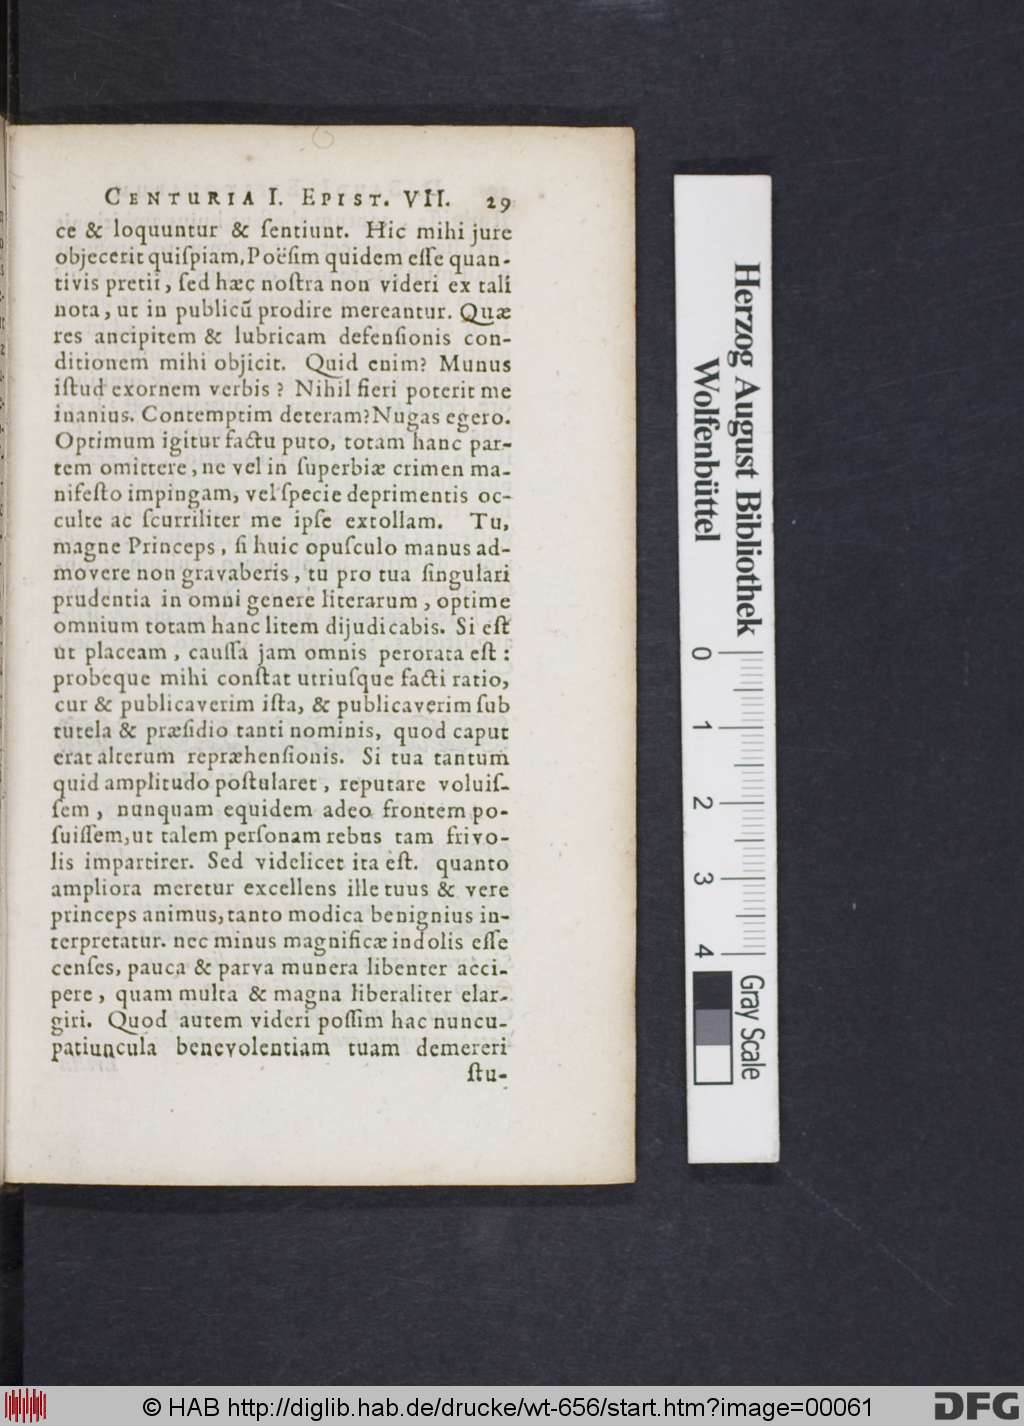 CENTURIA I. EPIST. VII. 29
ce & loquuntur & ſentiunt. Hic mihi jure
objecerit quiſpiam, Poëſim quidem eſſe quan-
tivis pretii, ſed hæc noſtra non videri ex tali
nota, ut in publicū prodire mereantur. Quæ
res ancipitem & lubricam defenſionis con-
ditionem mihi objicit. Quid enim? Munus
iſtud exornem verbis? Nihil fieri poterit me
inanius. Contemptim deteram? Nugas egero.
Optimum igitur factu puto, totam hanc par-
tem omittere, ne vel in ſuperbiæ crimen ma-
nifeſto impingam, vel ſpecie deprimentis oc-
culte ac ſcurriliter me ipſe extollam. Tu,
magne Princeps, ſi huic opuſculo manus ad-
movere non gravaberis, tu pro tua ſingulari
prudentia in omni genere literarum, optime
omnium totam hanc litem dijudicabis. Si eſt
ut placeam, cauſſa jam omnis perorata eſt:
probeque mihi conſtat utriuſque facti ratio,
cur & publicaverim iſta, & publicaverim ſub
tutela & præſidio tanti nominis, quod caput
erat alterum repræhenſionis. Si tua tantum
quid amplitudo poſtularet, reputare voluiſ-
ſem, nunquam equidem adeo frontem po-
ſuiſſem, ut talem perſonam rebus tam frivo-
lis impartirer. Sed videlicet ita eſt. quanto
ampliora meretur excellens ille tuus & vere
princeps animus, tanto modica benignius in-
terpretatur. nec minus magnificæ indolis eſſe
cenſes, pauca & parva munera libenter acci-
pere, quam multa & magna liberaliter elar-
giri. Quod autem videri poſſim hac nuncu-
patiuncula benevolentiam tuam demereri
ſtu-
Herzog August Bibliothek
Wolfenbüttel
0 1 2 3 4
Gray Scale
© HAB http://diglib.hab.de/drucke/wt-656/start.htm?image=00061
DFG